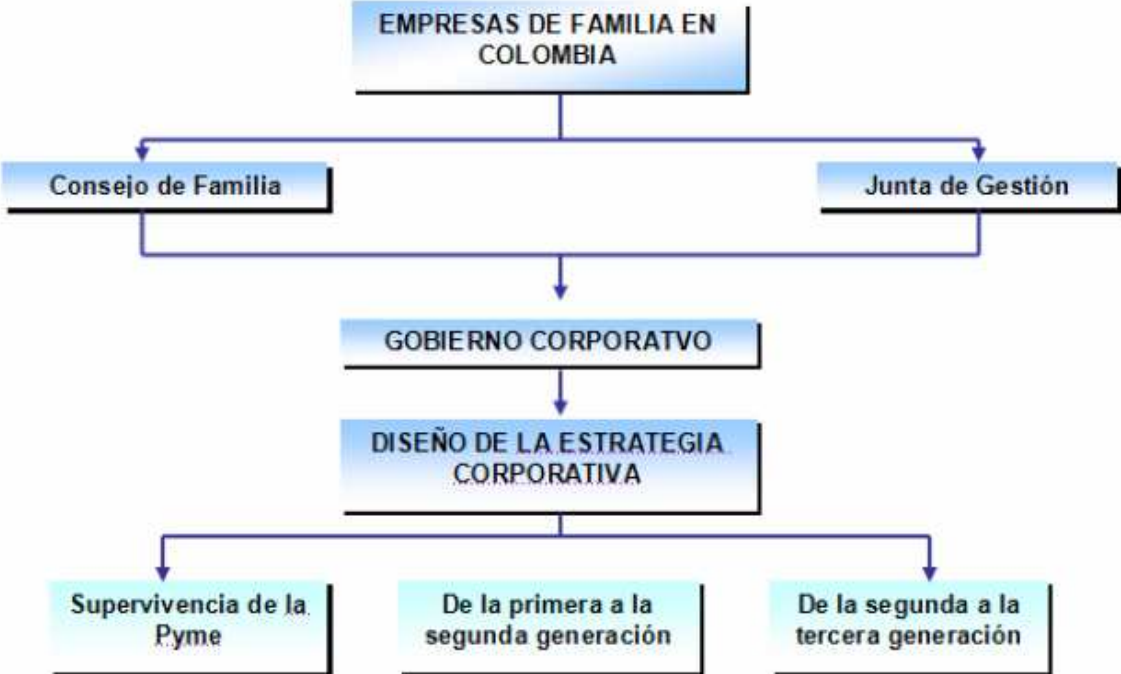 EMPRESAS DE FAMILIA EN
COLOMBIA
Consejo de Familia
Junta de Gestión
GOBIERNO CORPORATVO
DISEÑO DE LA ESTRATEGIA
CORPORATIVA
Supervivencia de la
Pyme
De la primera a la
segunda generación
De la segunda a la
tercera generación